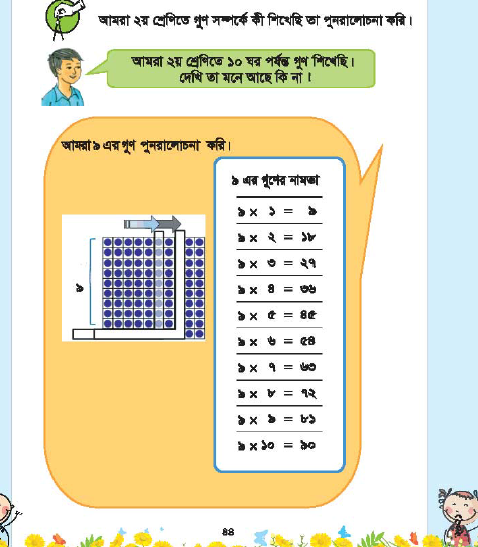 আমরা ২য় শ্রেণিতে গুণ সম্পর্কে কী শিখেছি তা পুনরালোচনা করি।
আমরা ২য় শ্রেণিতে ১০ ঘর পর্যন্ত গুণ শিখেছি।
দেখি তা মনে আছে কি না।
আমরা ৯ এর গুণ পুনরালোচনা করি।
৯ এর গুণের নামতা
৯ × ১ = ৯
৯ × ২ = ১৮
৯ × ৩ = ২৭
৯ × ৪ = ৩৬
৯ × ৫ = ৪৫
৯ × ৬ = ৫৪
৯ × ৭ = ৬৩
৯ × ৮ = ৭২
৯ × ৯ = ৮১
৯ × ১০ = ৯০
৯
৪৪